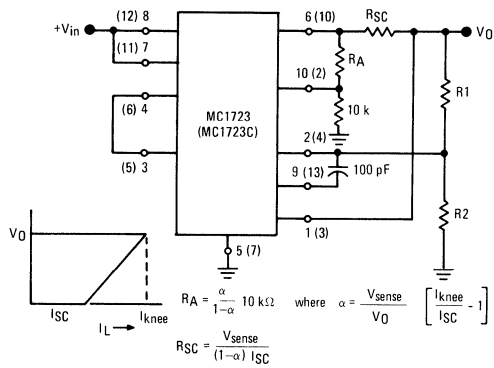 +Vin
(12) 8
(11) 7
(6) 4
(5) 3
MC1723
(MC1723C)
6 (10)
RSC
VO
RA
R1
10 (2)
10 k
2 (4)
9 (13)
100 pF
R2
1 (3)
5 (7)
VO
ISC
IL
Iknee
RA = α/1−α 10 kΩ where α = Vsense/VO [Iknee/ISC - 1]
RSC = Vsense/(1−α) ISC